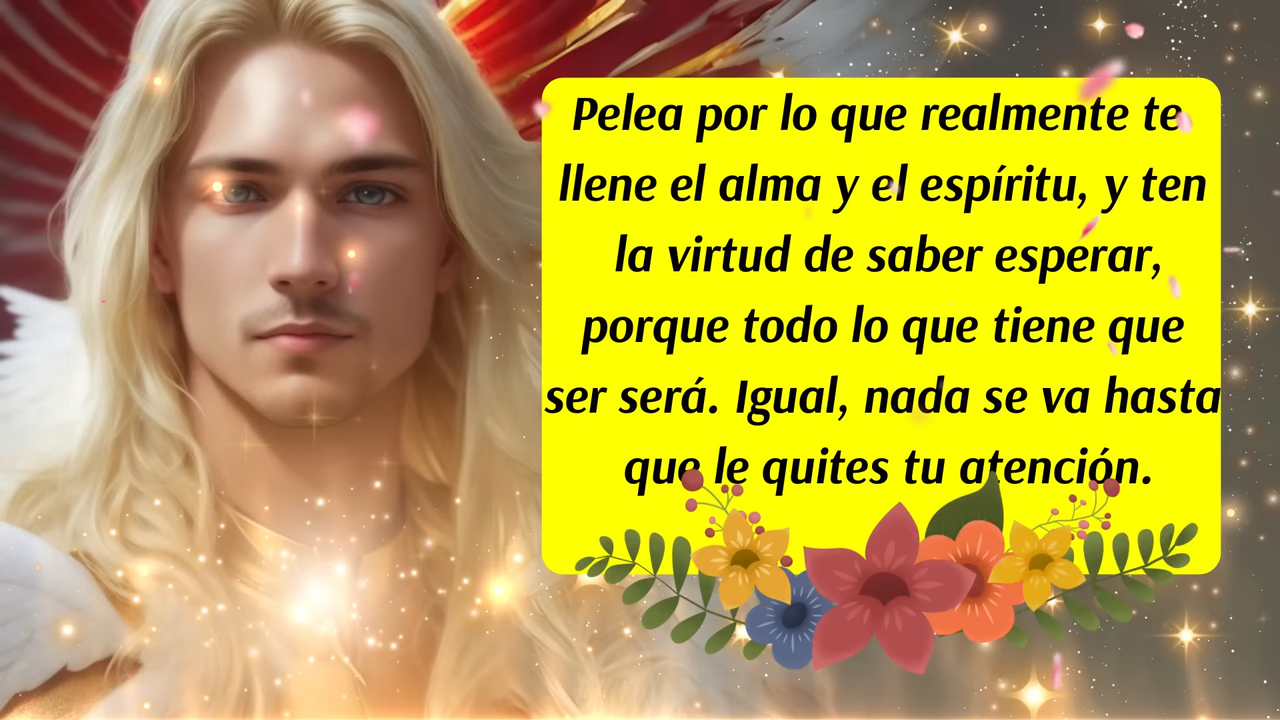 Pelea por lo que realmente te
llene el alma y el espíritu, y ten
la virtud de saber esperar,
porque todo lo que tiene que
ser será. Igual, nada se va hasta
que le quites tu atención.